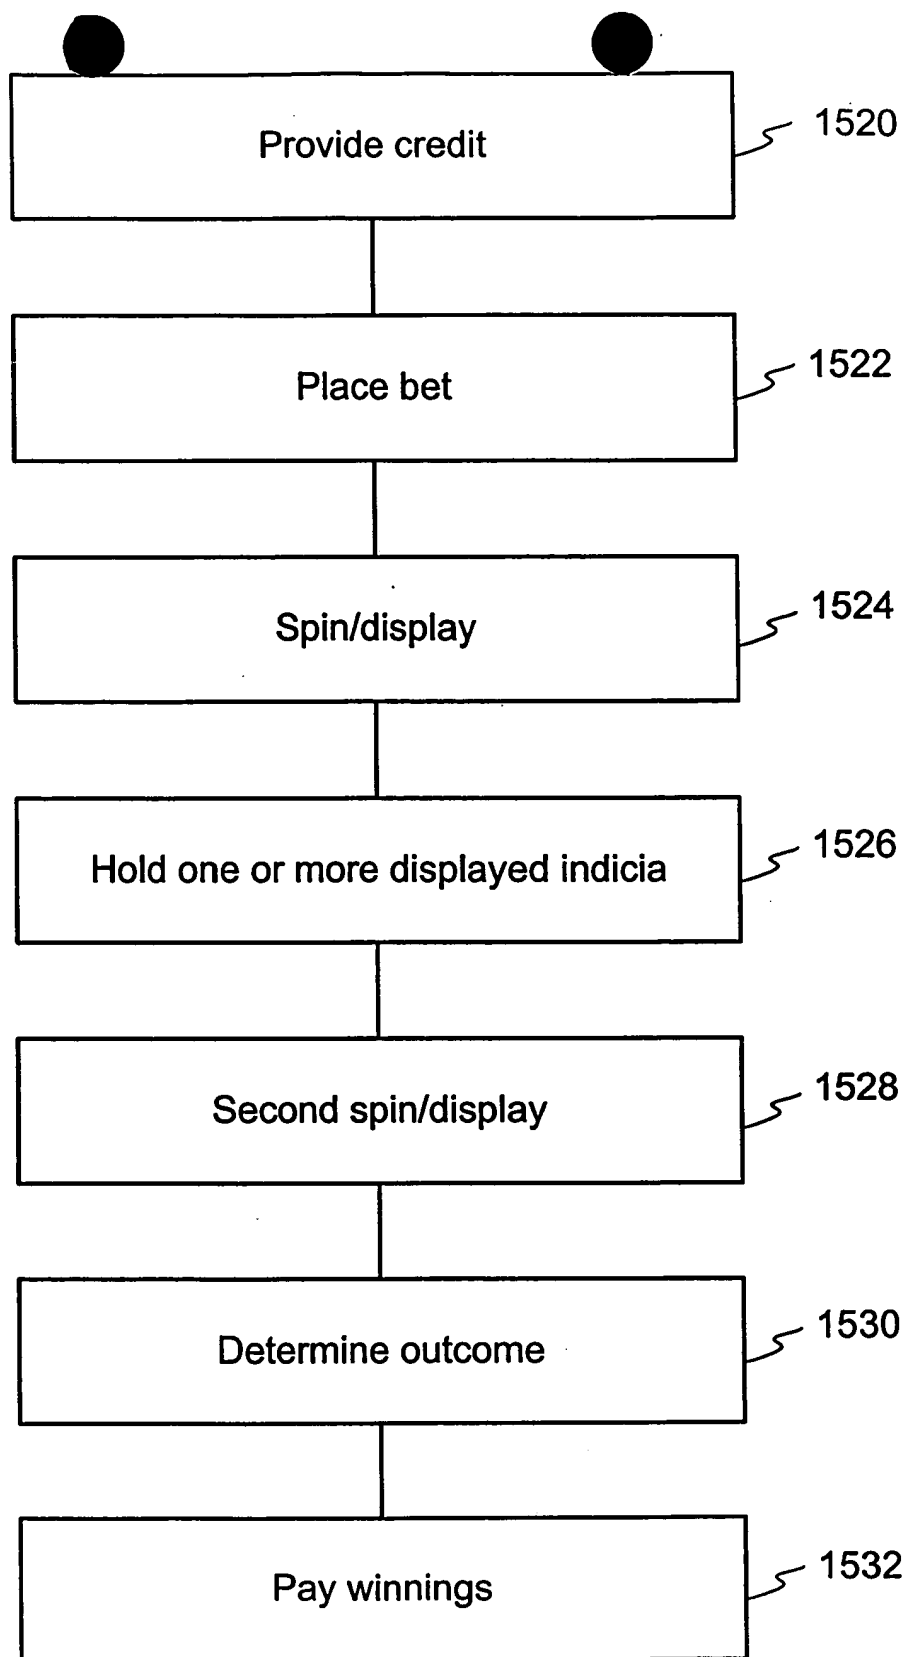 Provide credit
1520
Place bet
1522
Spin/display
1524
Hold one or more displayed indicia
1526
Second spin/display
1528
Determine outcome
1530
Pay winnings
1532